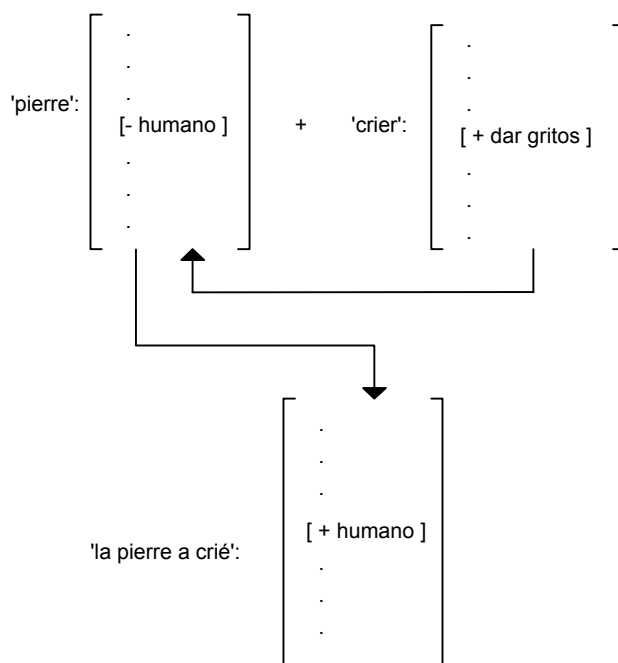 'pierre':
[- humano ]
+
'crier':
[ + dar gritos ]
'la pierre a crié':
[ + humano ]